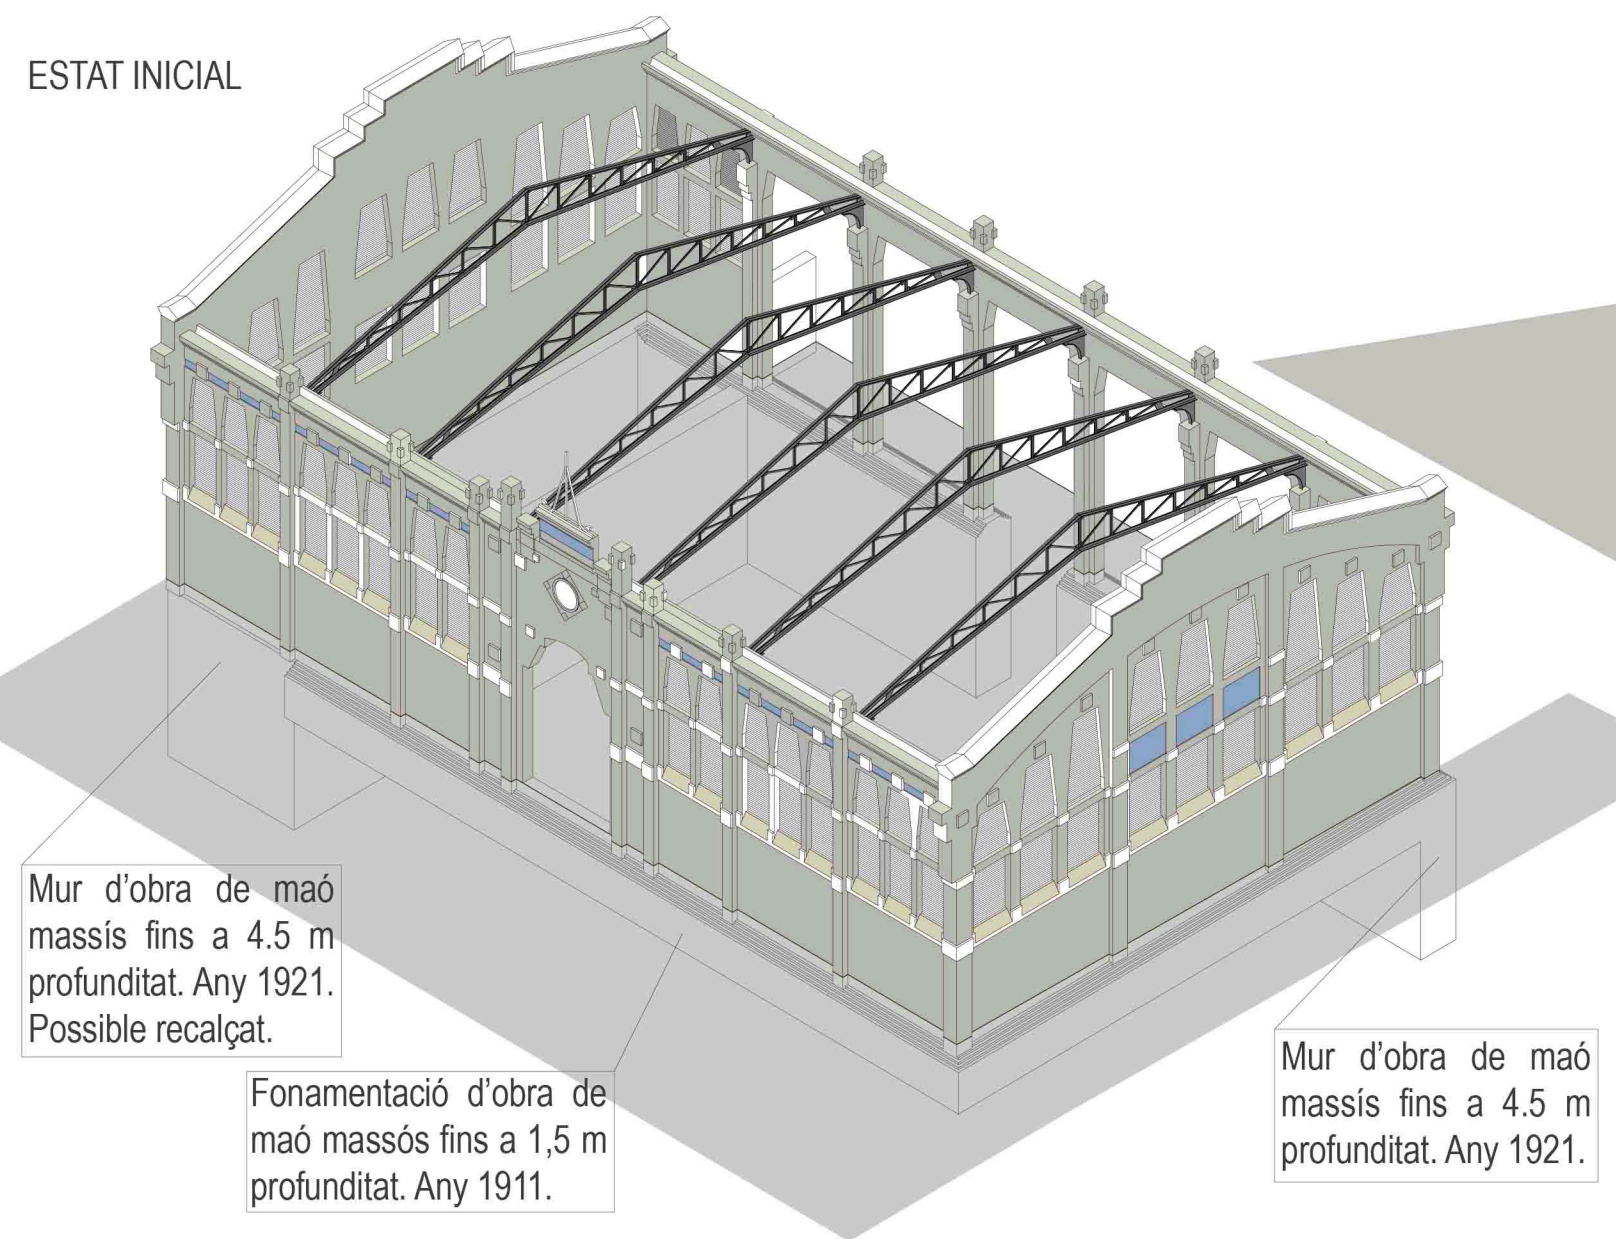 ESTAT INICIAL
Mur d'obra de maó
massís fins a 4.5 m
profunditat. Any 1921.
Possible recalçat.
Fonamentació d'obra de
maó massós fins a 1,5 m
profunditat. Any 1911.
Mur d'obra de maó
massís fins a 4.5 m
profunditat. Any 1921.